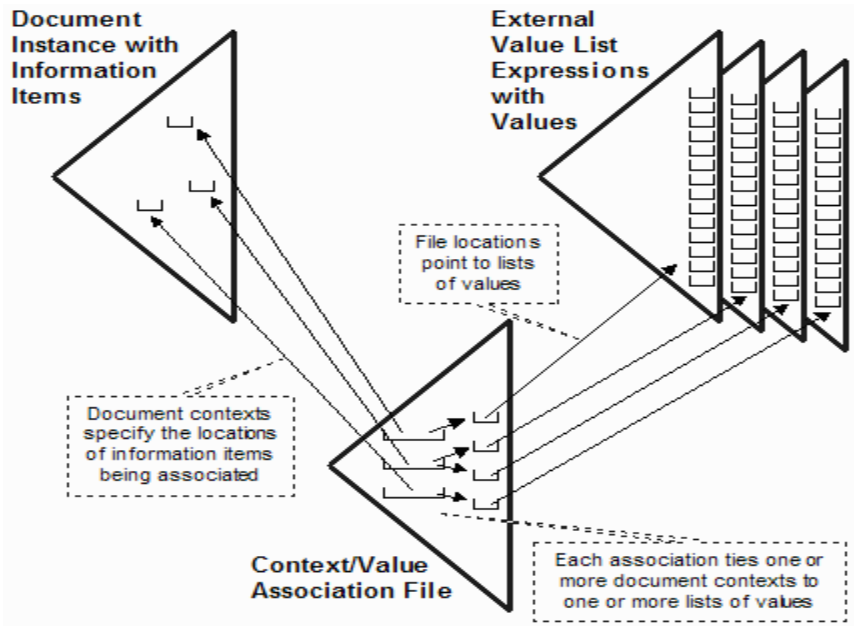 Document
Instance with
Information
Items
External
Value List
Expressions
with
Values
File locations
point to lists
of values
Document contexts
specify the locations
of information items
being associated
Context/Value
Association File
Each association ties one or
more document contexts to
one or more lists of values